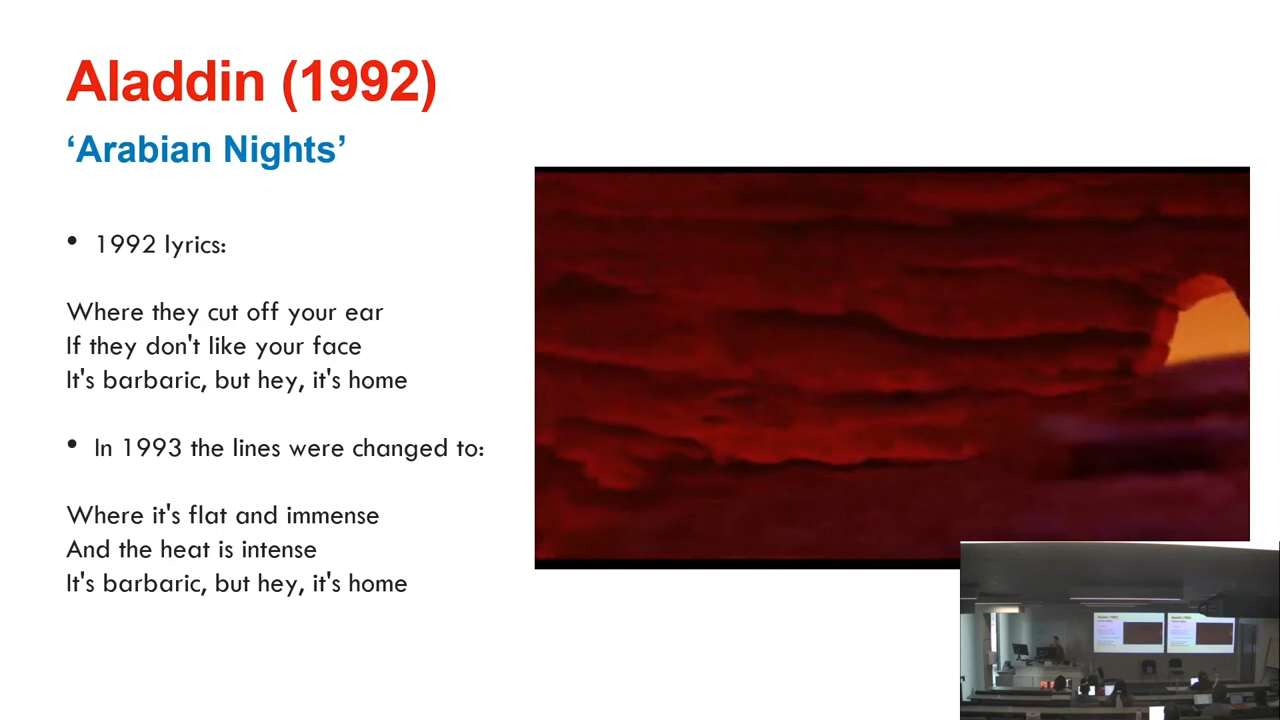 Aladdin (1992)
‘Arabian Nights’
• 1992 lyrics:
Where they cut off your ear
If they don't like your face
It's barbaric, but hey, it's home
• In 1993 the lines were changed to:
Where it's flat and immense
And the heat is intense
It's barbaric, but hey, it's home